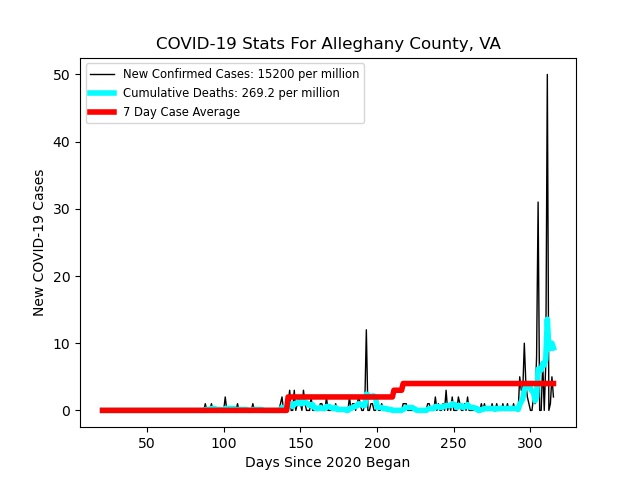 COVID-19 Stats For Alleghany County, VA
New Confirmed Cases: 15200 per million
Cumulative Deaths: 269.2 per million
7 Day Case Average
New COVID-19 Cases
50
40
30
20
10
0
50 100 150 200 250 300
Days Since 2020 Began